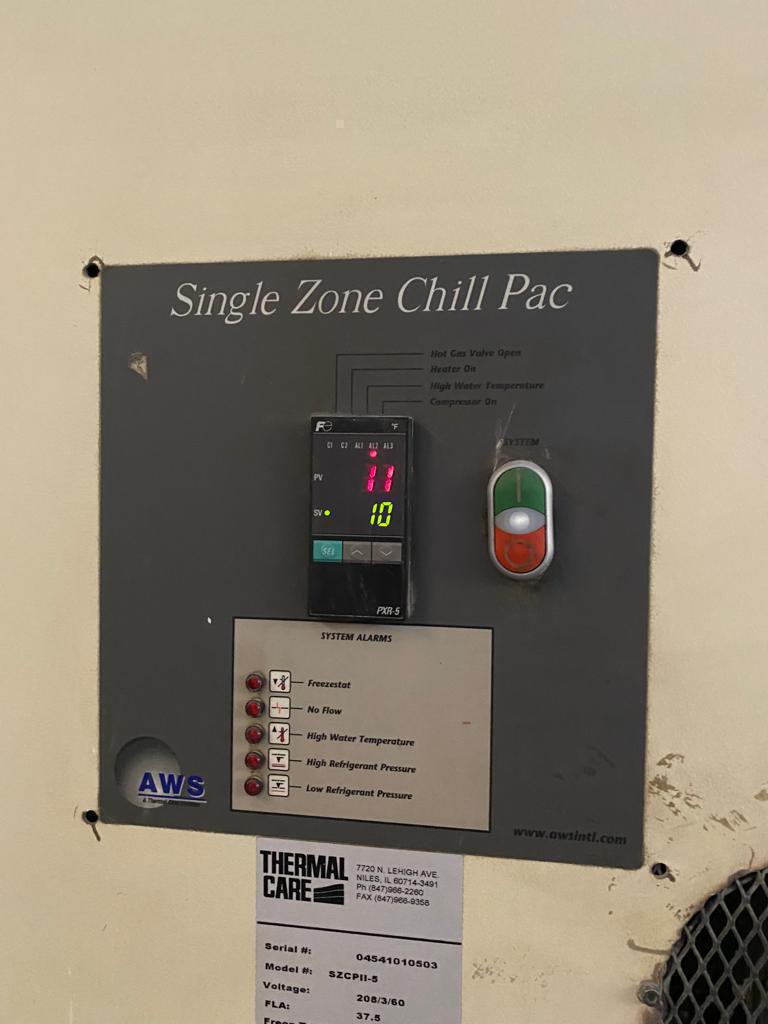 Single Zone Chill Pac
Hot Gas Valve Open
Heater On
High Water Temperature
Compressor On
°F
C1 C2 AL1 AL2 AL3
PV 11
SV 10
SEL
PXR-5
SYSTEM
SYSTEM ALARMS
Freezestat
No Flow
High Water Temperature
High Refrigerant Pressure
Low Refrigerant Pressure
AWS
www.awsintl.com
THERMAL CARE
7720 N. LEHIGH AVE.
NILES, IL 60714-3491
Ph (847)966-2260
FAX (847)966-9358
Serial #: 04541010503
Model #: SZCPII-5
Voltage: 208/3/60
FLA: 37.5